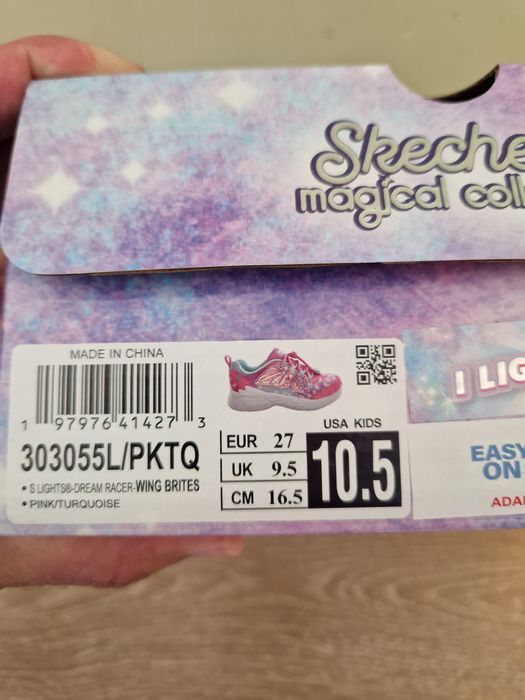 Skeche
magical coll
MADE IN CHINA
1 97976 41427 3
303055L/PKTQ
• S LIGHTS®-DREAM RACER-WING BRITES
• PINK/TURQUOISE
EUR 27
UK 9.5
CM 16.5
USA KIDS
10.5
I LIG
EASY
ON
ADA